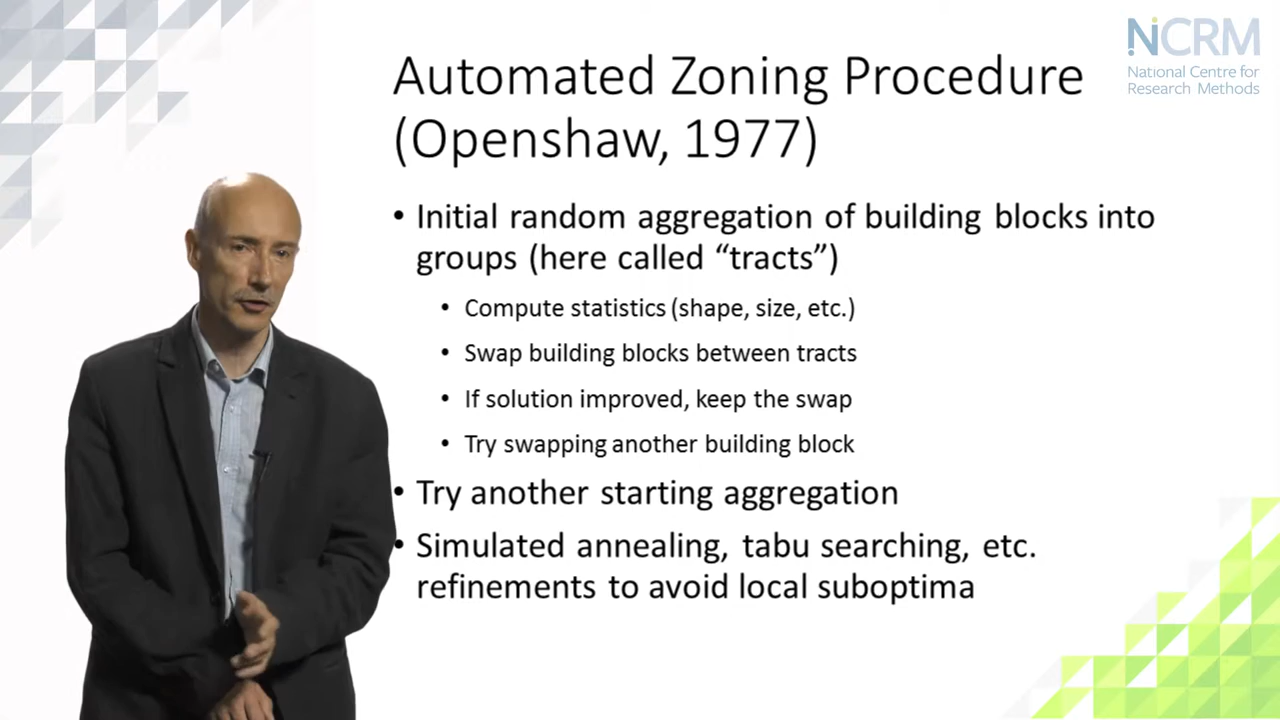 NCRM
National Centre for
Research Methods
Automated Zoning Procedure
(Openshaw, 1977)
• Initial random aggregation of building blocks into
groups (here called “tracts”)
• Compute statistics (shape, size, etc.)
• Swap building blocks between tracts
• If solution improved, keep the swap
• Try swapping another building block
• Try another starting aggregation
• Simulated annealing, tabu searching, etc.
refinements to avoid local suboptima